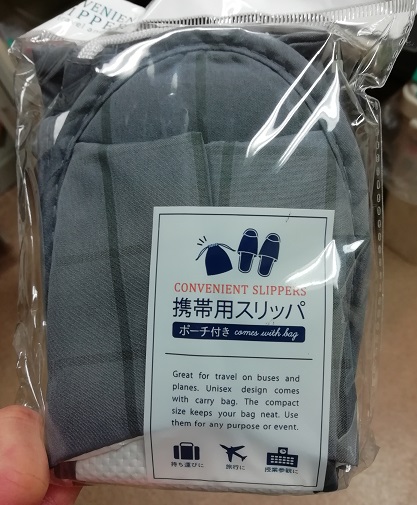 CONVENIENT SLIPPERS
携帯用スリッパ
ポーチ付き comes with bag
Great for travel on buses and
planes. Unisex design comes
with carry bag. The compact
size keeps your bag neat. Use
them for any purpose or event.
持ち運びに 旅行に 授業参観に